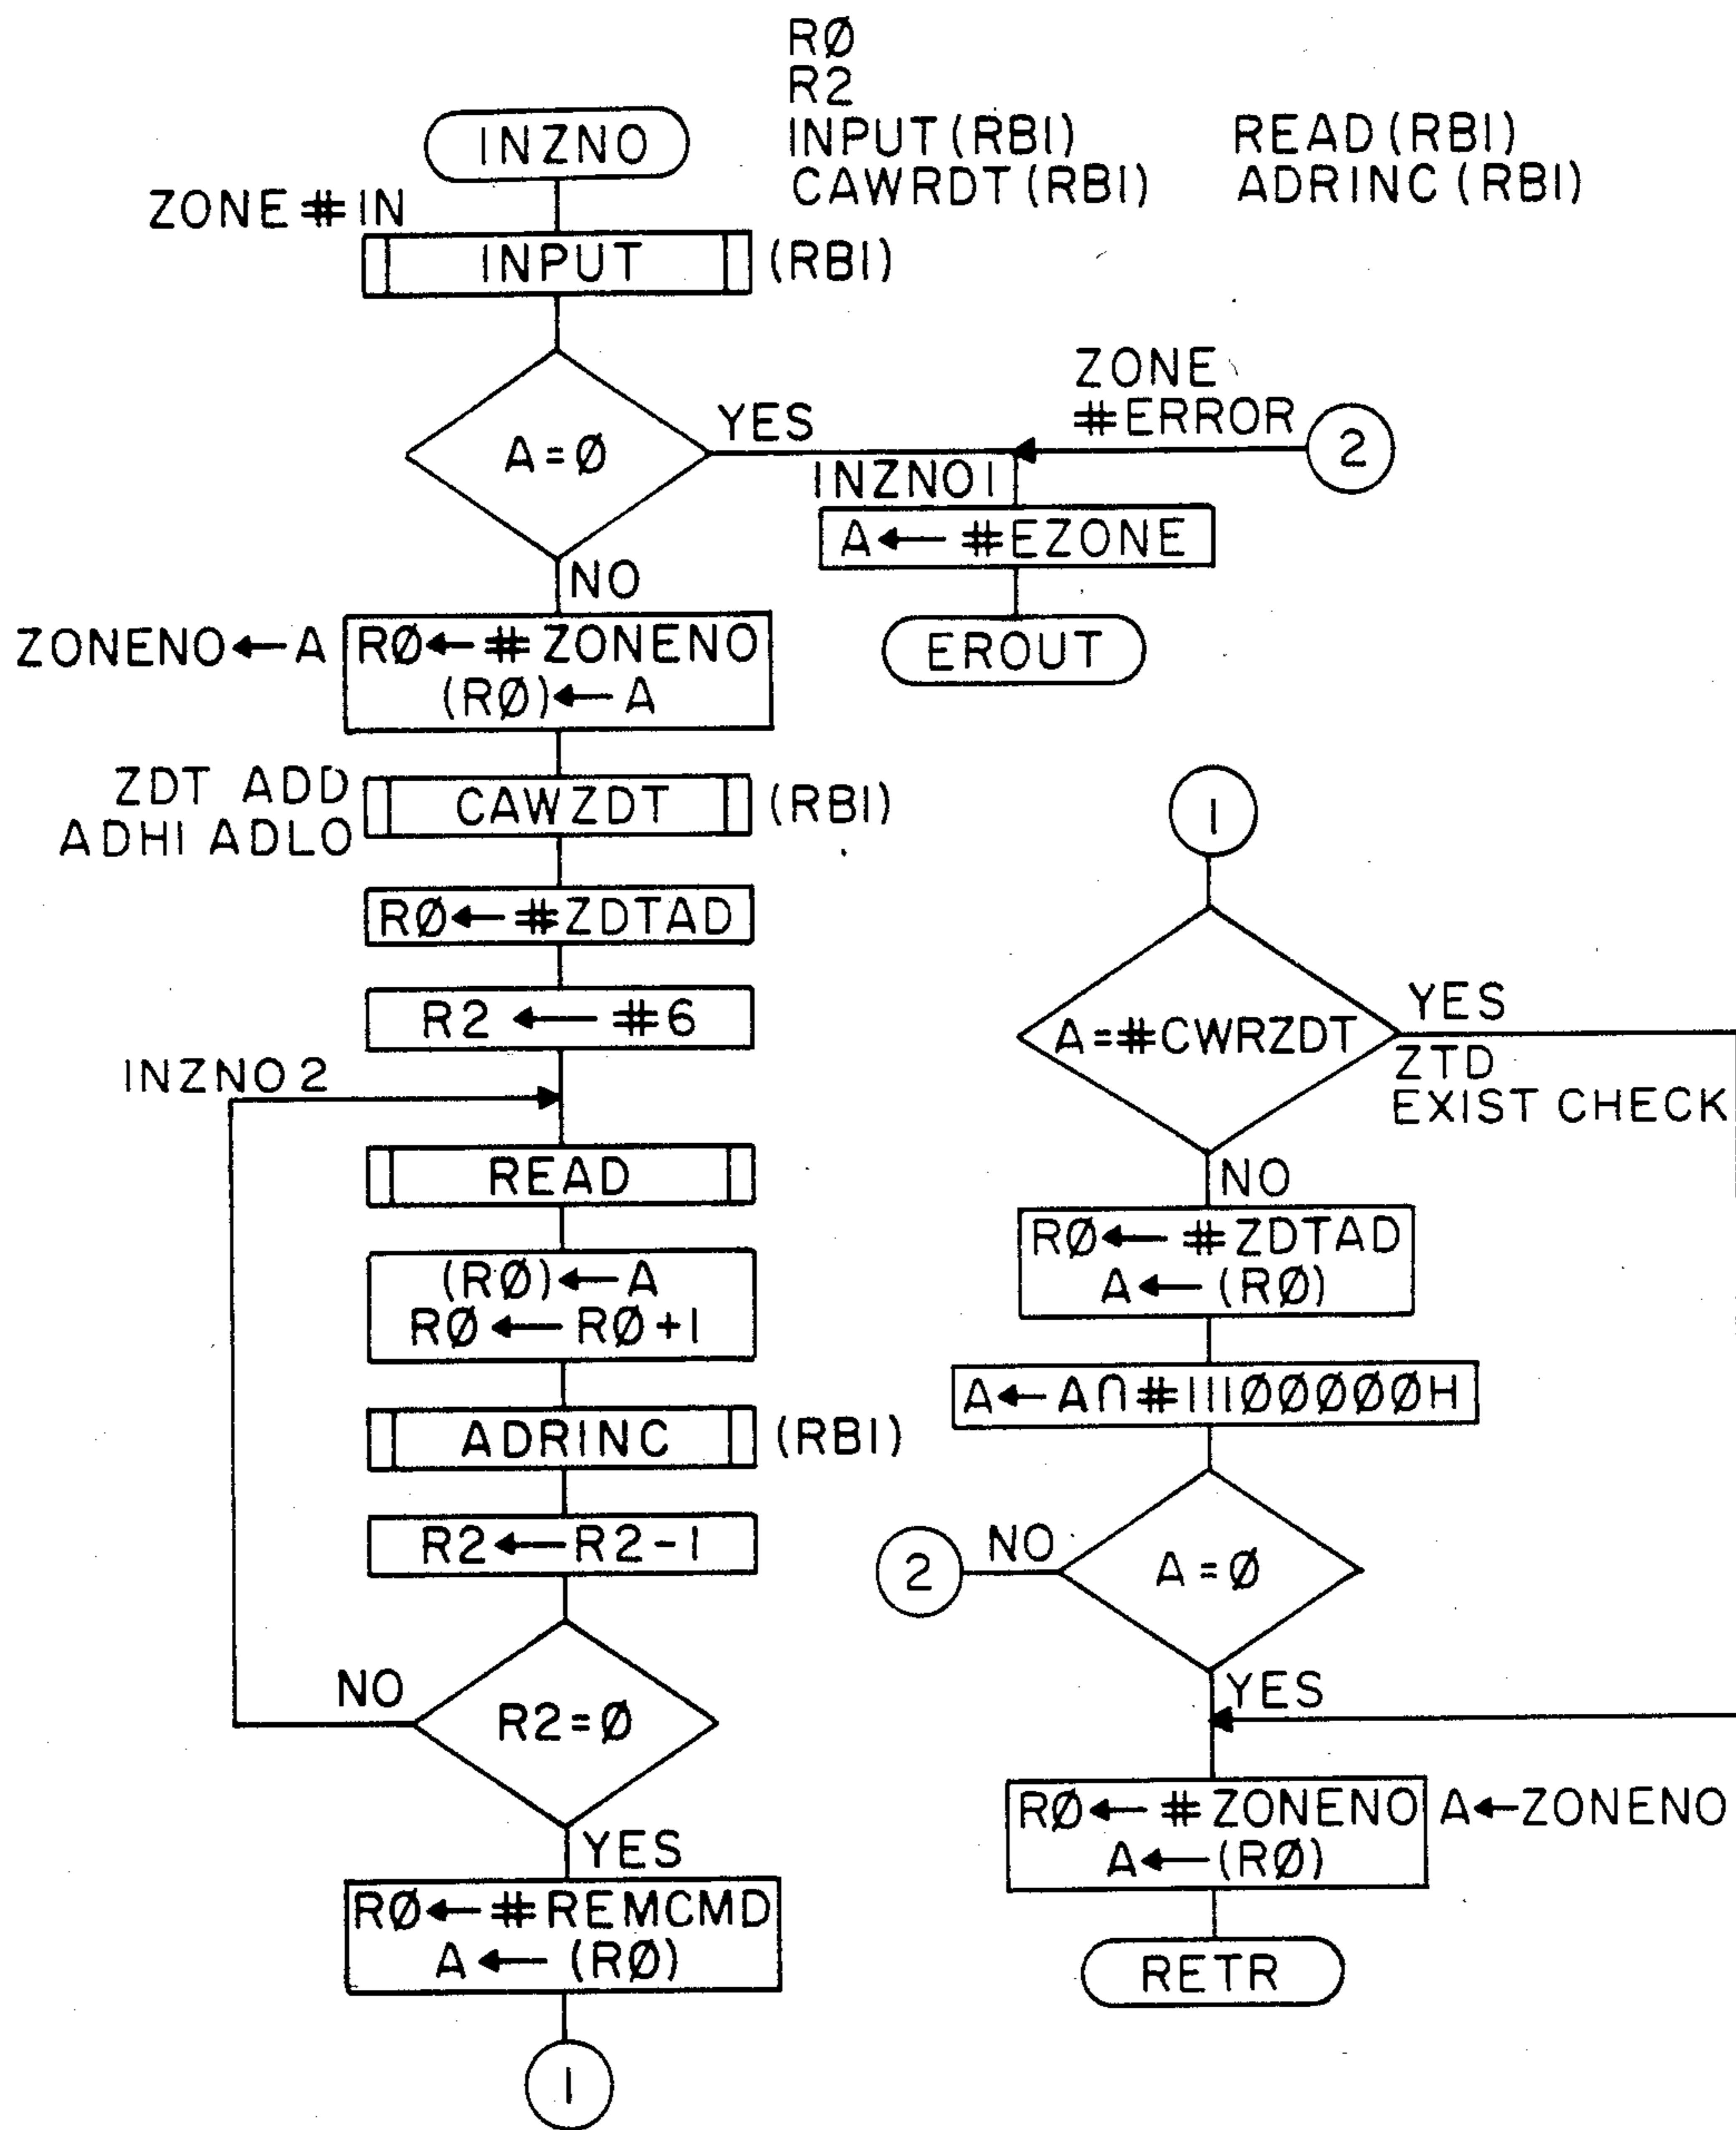 RØ
R2
INPUT (RBI) READ (RBI)
CAWRDT (RBI) ADRINC (RBI)
INZNO
ZONE #IN
INPUT (RBI)
A=Ø
YES
ZONE
#ERROR
2
INZNO1
A← #EZONE
EROUT
NO
ZONENO←A
RØ←#ZONENO
(RØ)←A
ZDT ADD
ADHI ADLO
CAWZDT (RBI)
RØ←#ZDTAD
R2 ← #6
INZNO2
READ
(RØ)←A
RØ←RØ+1
ADRINC (RBI)
R2←R2-1
NO
R2=Ø
YES
RØ←#REMCMD
A←(RØ)
1
1
A=#CWRZDT
YES
ZTD
EXIST CHECK
NO
RØ←#ZDTAD
A←(RØ)
A←A∩#111ØØØØØH
2
NO
A=Ø
YES
RØ←#ZONENO A←ZONENO
A←(RØ)
RETR